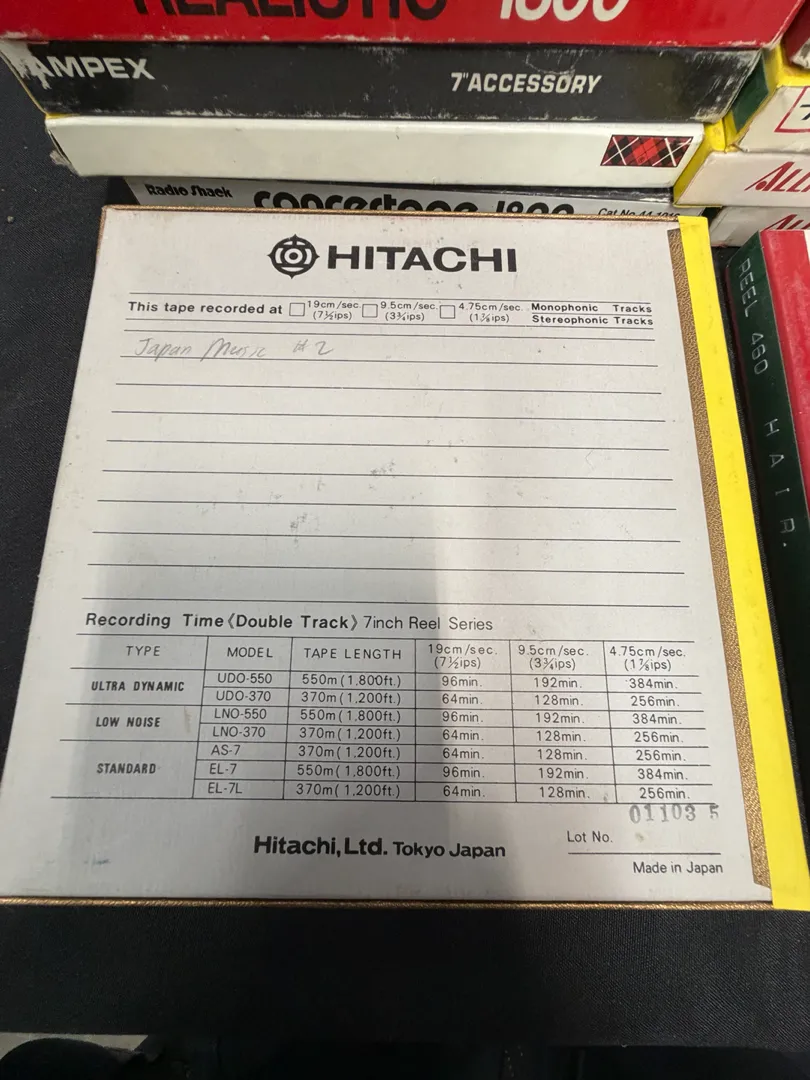 REALISTIC 1800
AMPEX
7" ACCESSORY
Radio Shack concertone 1800 Cat. No. 44-1016
HITACHI
This tape recorded at 19cm/sec. (7½ips) 9.5cm/sec. (3¾ips) 4.75cm/sec. (1⅞ips) Monophonic Tracks
Stereophonic Tracks
Japan Music #2
Recording Time《Double Track》7inch Reel Series
TYPE MODEL TAPE LENGTH 19cm/sec. (7½ips) 9.5cm/sec. (3¾ips) 4.75cm/sec. (1⅞ips)
ULTRA DYNAMIC UDO-550 550m(1,800ft.) 96min. 192min. 384min.
UDO-370 370m(1,200ft.) 64min. 128min. 256min.
LOW NOISE LNO-550 550m(1,800ft.) 96min. 192min. 384min.
LNO-370 370m(1,200ft.) 64min. 128min. 256min.
STANDARD AS-7 370m(1,200ft.) 64min. 128min. 256min.
EL-7 550m(1,800ft.) 96min. 192min. 384min.
EL-7L 370m(1,200ft.) 64min. 128min. 256min.
01103 5
Lot No.
Hitachi, Ltd. Tokyo Japan
Made in Japan
REEL 460 HAIR.